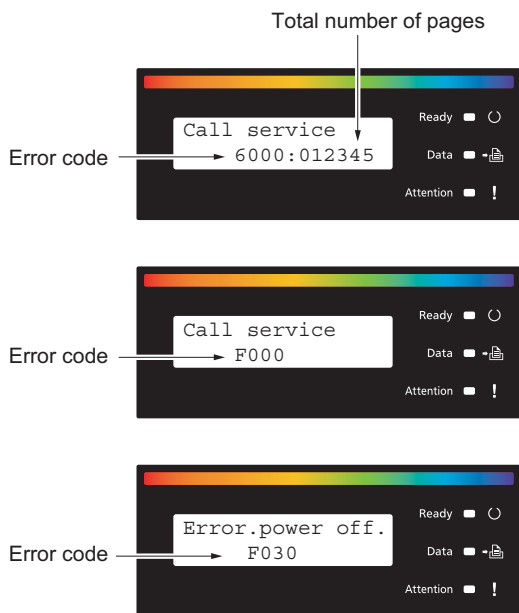 Total number of pages
Call service
Error code
6000:012345
Ready
Data
Attention
Call service
Error code
F000
Ready
Data
Attention
Error.power off.
Error code
F030
Ready
Data
Attention